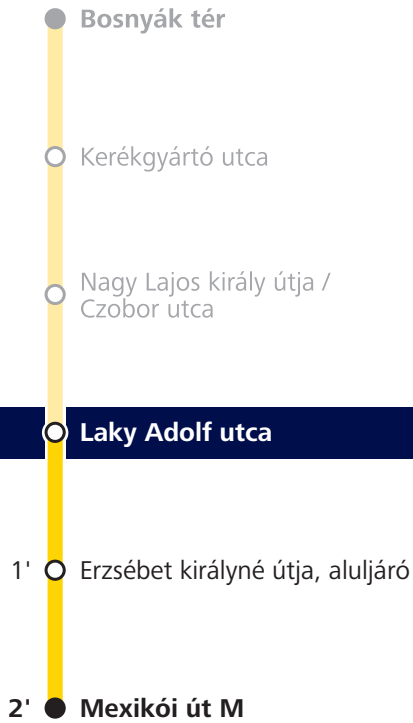 Bosnyák tér
Kerékgyártó utca
Nagy Lajos király útja /
Czobor utca
Laky Adolf utca
1' Erzsébet királyné útja, aluljáró
2' Mexikói út M